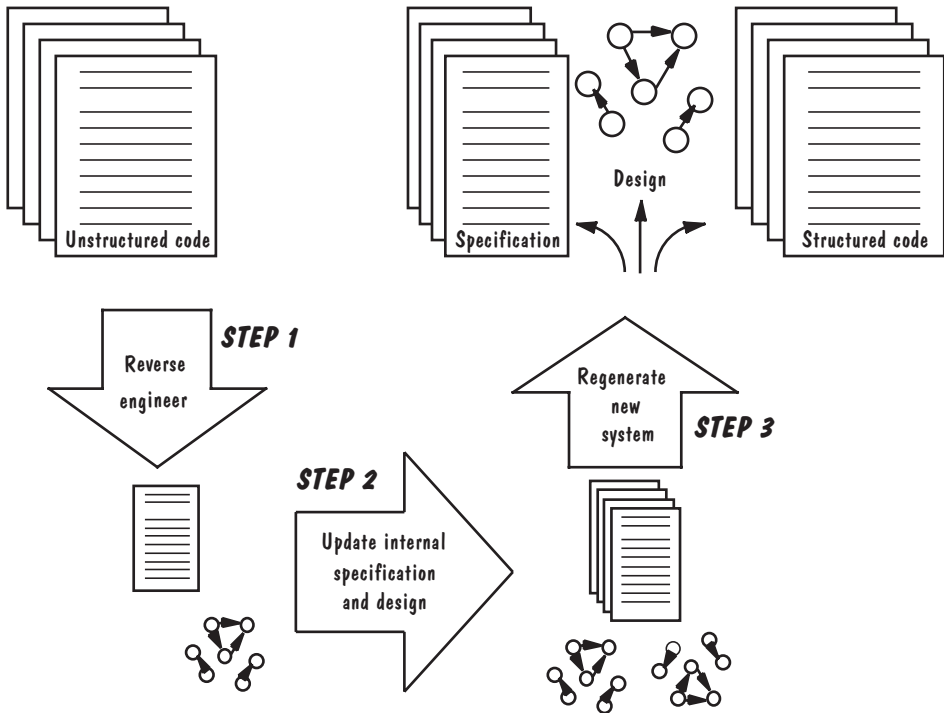 Design
Unstructured code
Specification
Structured code
STEP 1
Reverse
engineer
Regenerate
new
system
STEP 3
STEP 2
Update internal
specification
and design